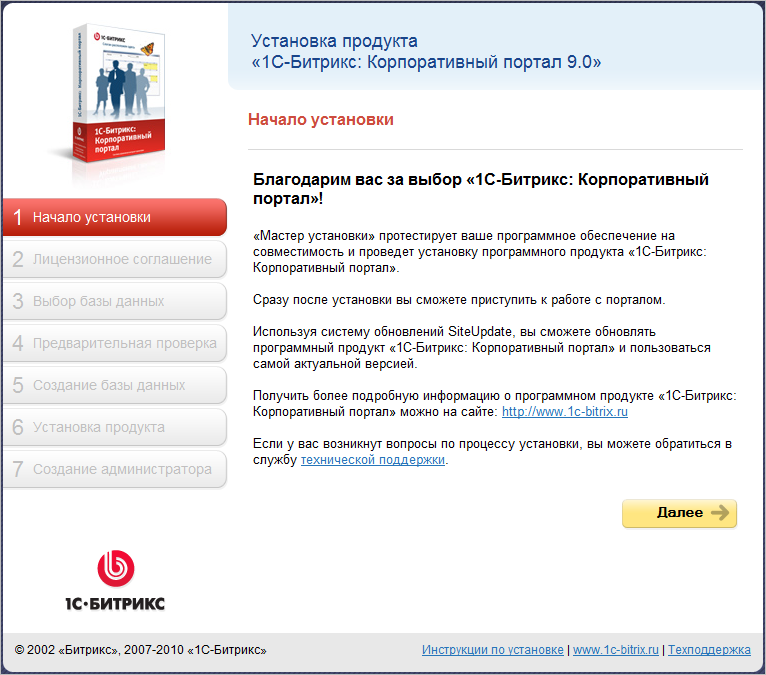 Установка продукта
«1С-Битрикс: Корпоративный портал 9.0»
1С·БИТРИКС
1С-Битрикс:
Корпоративный
портал
Начало установки
Благодарим вас за выбор «1С-Битрикс: Корпоративный
портал»!
1 Начало установки
2 Лицензионное соглашение
3 Выбор базы данных
4 Предварительная проверка
5 Создание базы данных
6 Установка продукта
7 Создание администратора
«Мастер установки» протестирует ваше программное обеспечение на
совместимость и проведет установку программного продукта «1С-Битрикс:
Корпоративный портал».
Сразу после установки вы сможете приступить к работе с порталом.
Используя систему обновлений SiteUpdate, вы сможете обновлять
программный продукт «1С-Битрикс: Корпоративный портал» и пользоваться
самой актуальной версией.
Получить более подробную информацию о программном продукте «1С-Битрикс:
Корпоративный портал» можно на сайте: http://www.1c-bitrix.ru
Если у вас возникнут вопросы по процессу установки, вы можете обратиться в
службу технической поддержки.
Далее
1С·БИТРИКС
© 2002 «Битрикс», 2007-2010 «1С-Битрикс»
Инструкции по установке | www.1c-bitrix.ru | Техподдержка